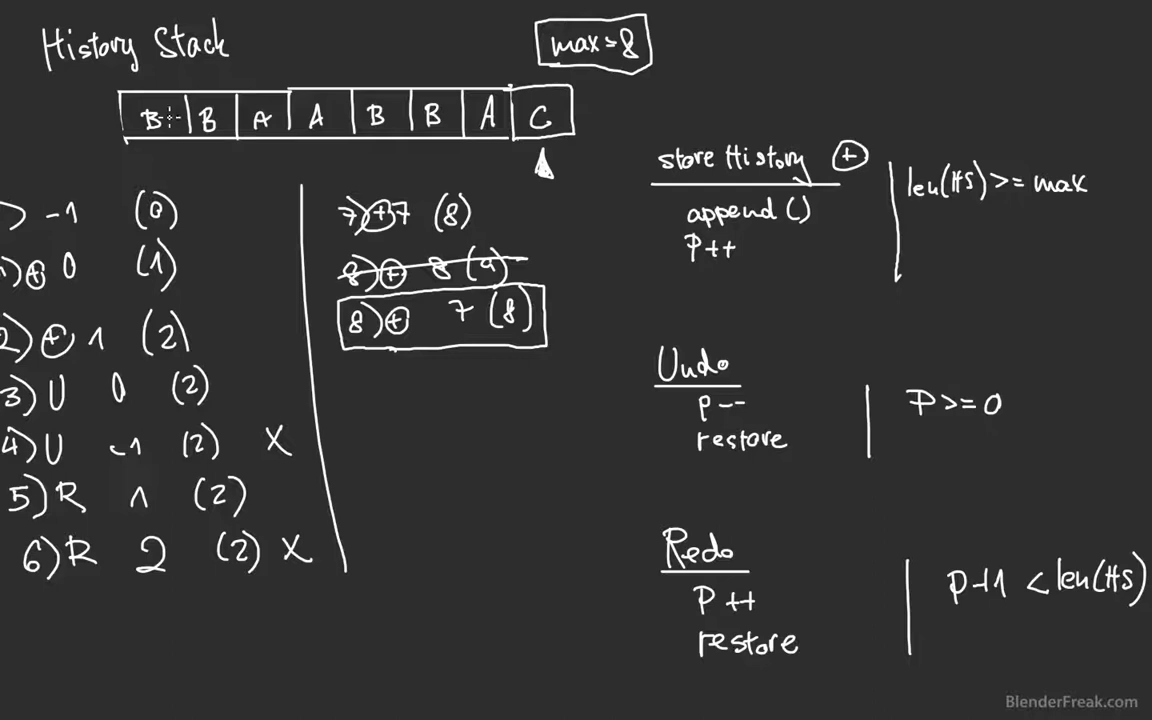 History Stack
max=8
B B A A B B A C
) -1 (0)
)⊕ 0 (1)
2)⊕ 1 (2)
3) U 0 (2)
4) U -1 (2) X
5) R 1 (2)
6) R 2 (2) X
7)⊕ 7 (8)
8)⊕ 8 (9)
8)⊕ 7 (8)
store History ⊕
append()
P++
len(HS) >= max
Undo
P--
restore
P >= 0
Redo
P++
restore
P+1 < len(HS)
BlenderFreak.com